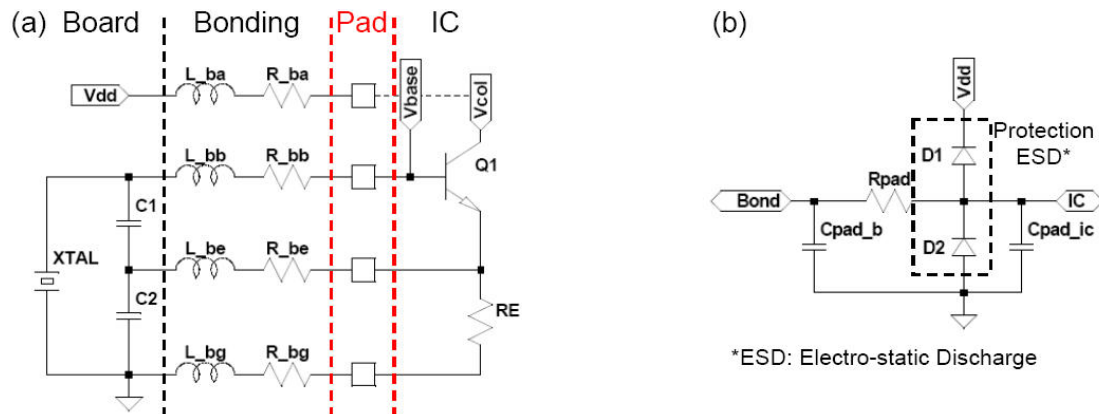 (a) Board Bonding Pad IC
L_ba R_ba
Vdd
Vbase
Vcol
L_bb R_bb
Q1
C1
XTAL
L_be R_be
C2
RE
L_bg R_bg
(b)
Vdd
Protection
ESD*
D1
Rpad
Bond
IC
Cpad_b
D2
Cpad_ic
*ESD: Electro-static Discharge